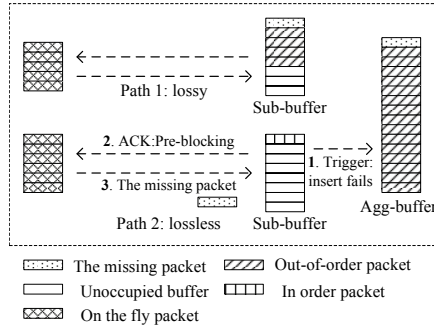 Path 1: lossy
Sub-buffer
2. ACK:Pre-blocking
1. Trigger:
insert fails
3. The missing packet
Path 2: lossless
Sub-buffer
Agg-buffer
The missing packet
Out-of-order packet
Unoccupied buffer
In order packet
On the fly packet